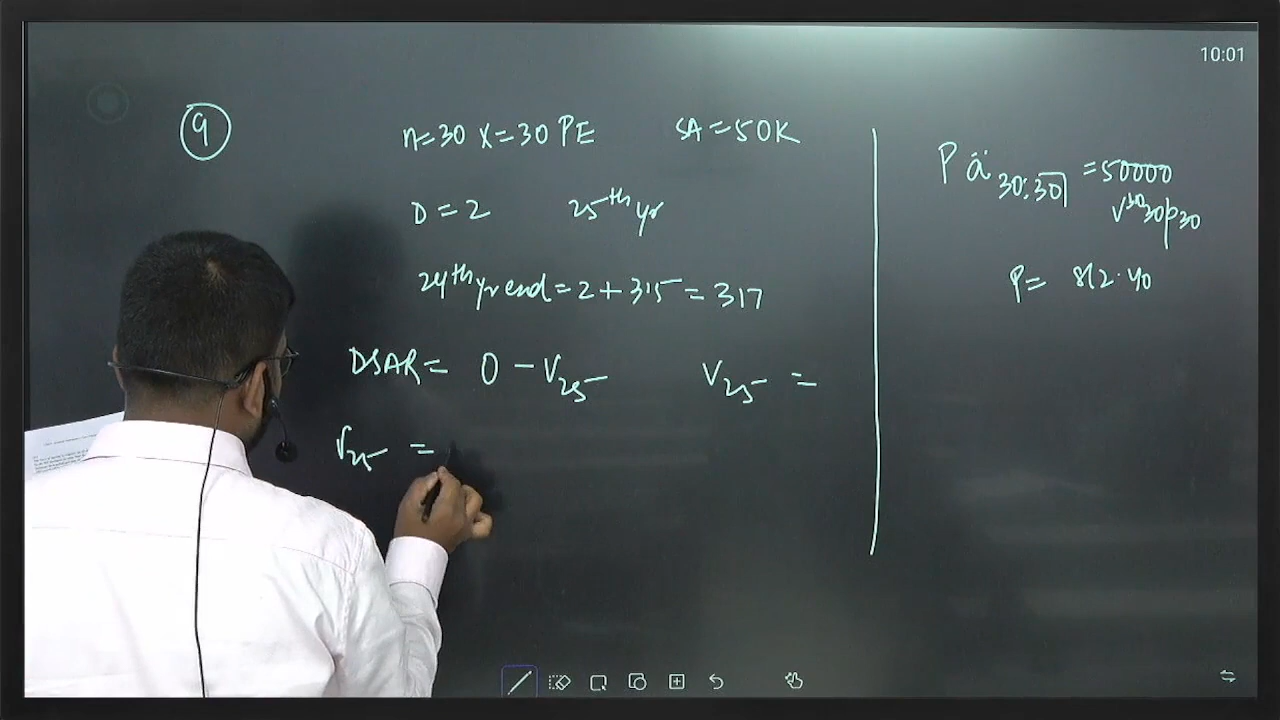 10:01
9
n=30 x=30 PE SA=50K
D=2 25th yr
24th yr end = 2+315 = 317
DSAR = 0 - V25 V25 =
V25 =
P ä 30:30 = 50000
v30 30p30
P = 812.40